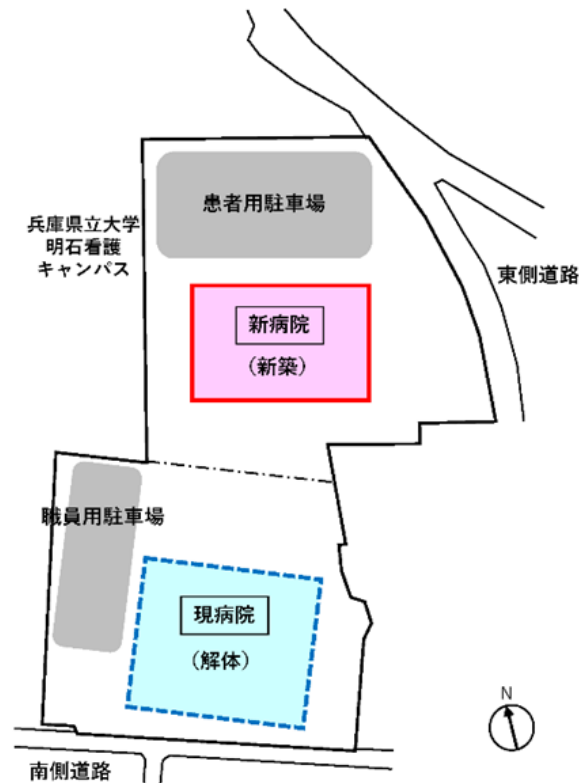 患者用駐車場
兵庫県立大学
明石看護
キャンパス
東側道路
新病院
(新築)
職員用駐車場
現病院
(解体)
N
南側道路